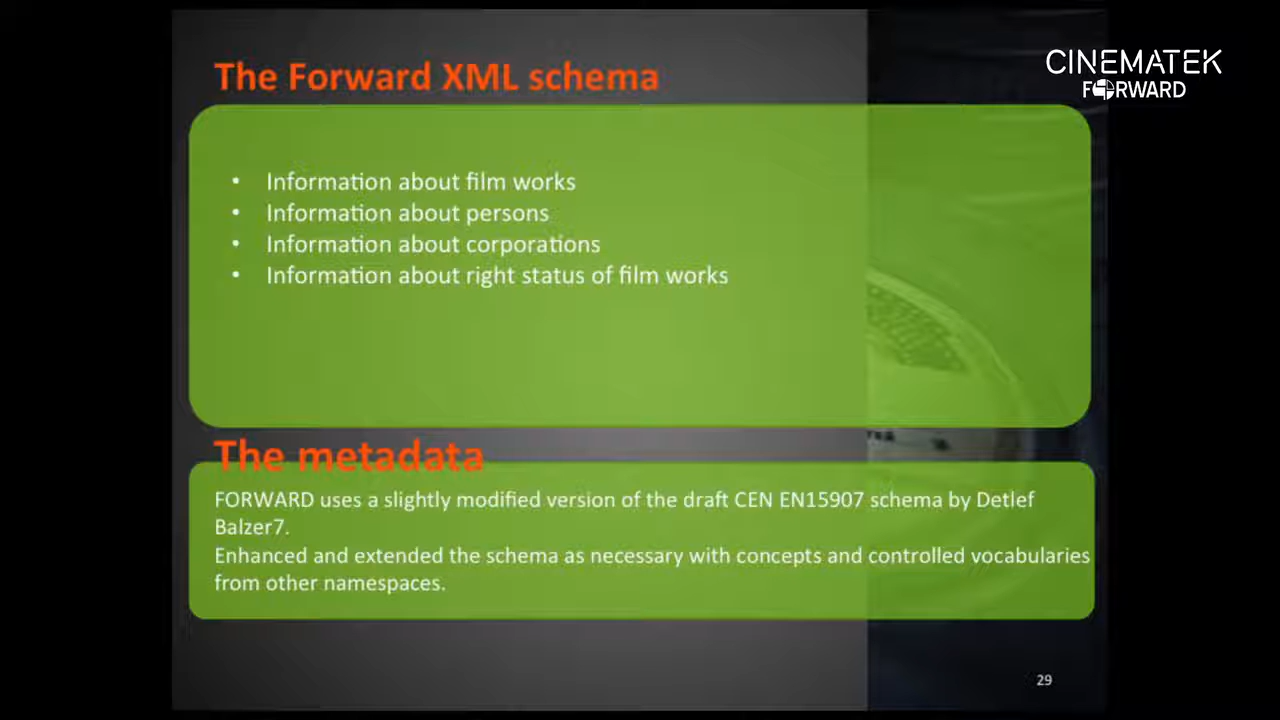 CINEMATEK
FORWARD
The Forward XML schema
• Information about film works
• Information about persons
• Information about corporations
• Information about right status of film works
The metadata
FORWARD uses a slightly modified version of the draft CEN EN15907 schema by Detlef
Balzer7.
Enhanced and extended the schema as necessary with concepts and controlled vocabularies
from other namespaces.
29